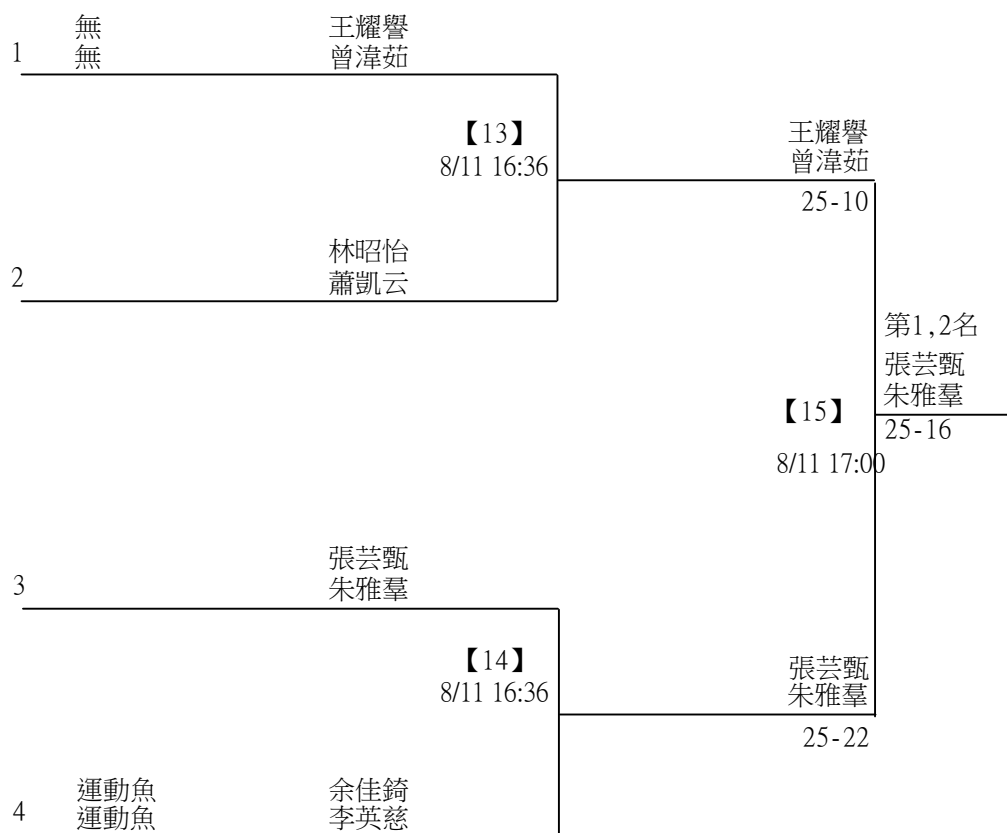 無 王耀譽
1 無 曾湋茹
【13】
8/11 16:36
王耀譽
曾湋茹
25-10
林昭怡
2 蕭凱云
第1,2名
張芸甄
朱雅羣
【15】
25-16
8/11 17:00
張芸甄
3 朱雅羣
【14】
8/11 16:36
張芸甄
朱雅羣
25-22
運動魚 余佳錡
4 運動魚 李英慈